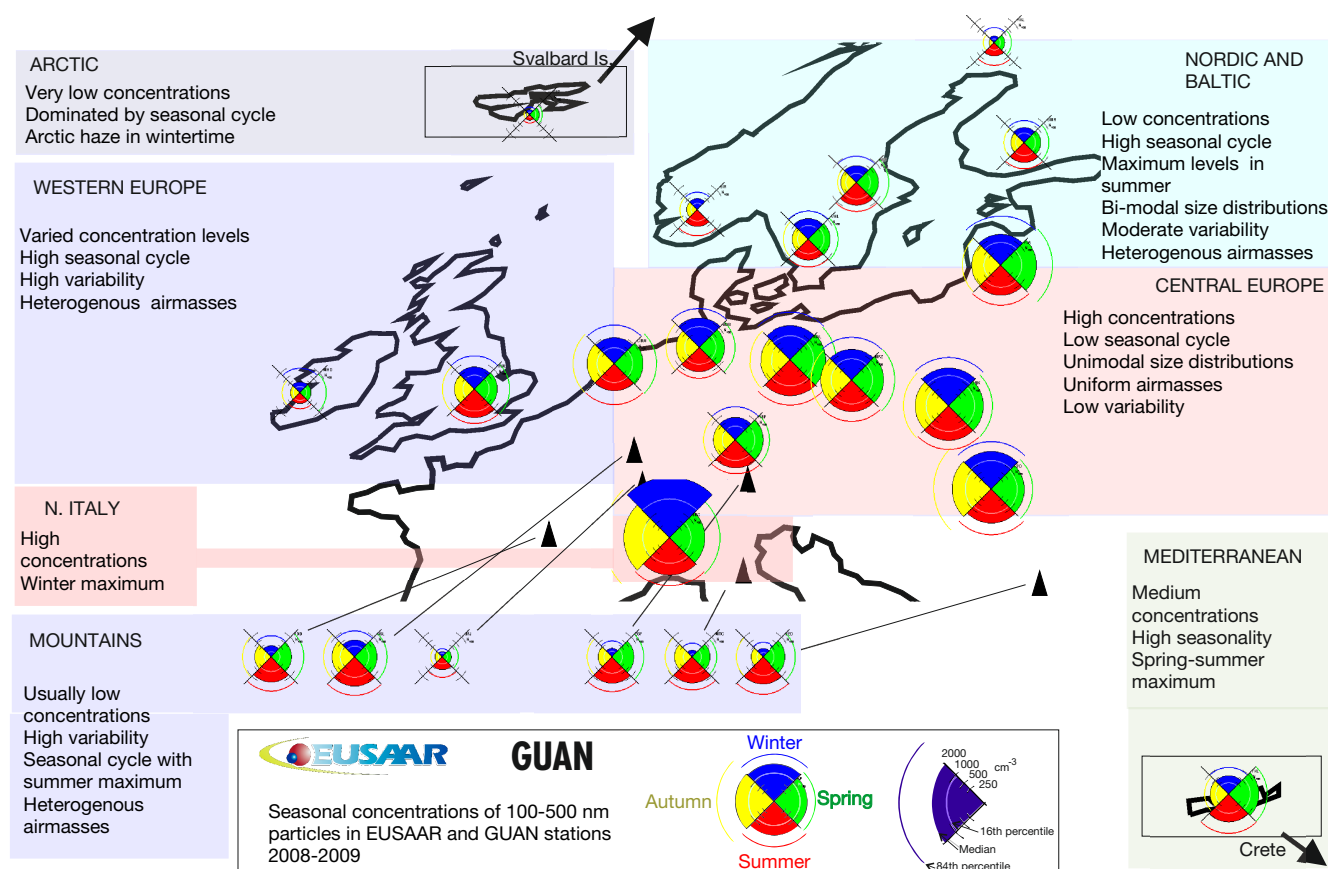 Svalbard Is.
ARCTIC
Very low concentrations
Dominated by seasonal cycle
Arctic haze in wintertime
NORDIC AND
BALTIC
Low concentrations
High seasonal cycle
Maximum levels in
summer
Bi-modal size distributions
Moderate variability
Heterogenous airmasses
WESTERN EUROPE
Varied concentration levels
High seasonal cycle
High variability
Heterogenous airmasses
CENTRAL EUROPE
High concentrations
Low seasonal cycle
Unimodal size distributions
Uniform airmasses
Low variability
N. ITALY
High
concentrations
Winter maximum
MEDITERRANEAN
Medium
concentrations
High seasonality
Spring-summer
maximum
MOUNTAINS
Usually low
concentrations
High variability
Seasonal cycle with
summer maximum
Heterogenous
airmasses
EUSAAR
GUAN
Seasonal concentrations of 100-500 nm
particles in EUSAAR and GUAN stations
2008-2009
Winter
Autumn
Spring
Summer
2000
1000
500
250
cm-3
16th percentile
Median
84th percentile
Crete